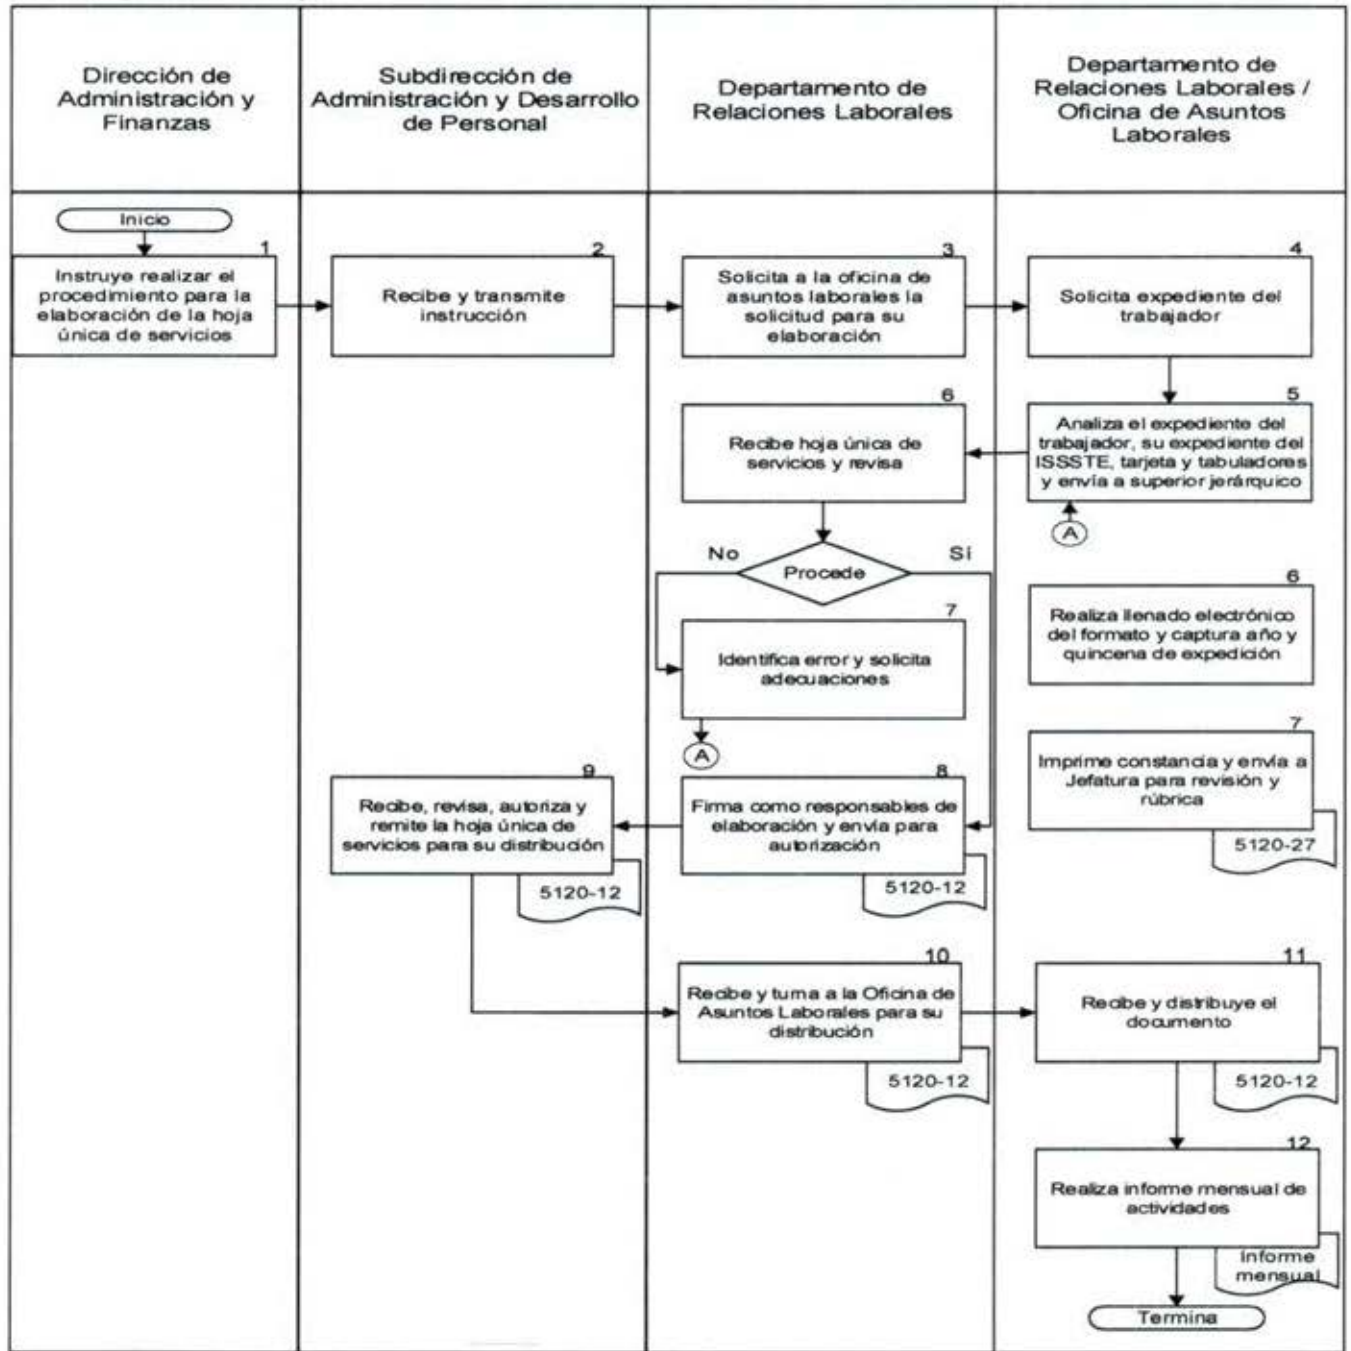 Dirección de
Administración y
Finanzas
Subdirección de
Administración y Desarrollo
de Personal
Departamento de
Relaciones Laborales
Departamento de
Relaciones Laborales /
Oficina de Asuntos
Laborales
Inicio
1
Instruye realizar el
procedimiento para la
elaboración de la hoja
única de servicios
2
Recibe y transmite
instrucción
3
Solicita a la oficina de
asuntos laborales la
solicitud para su
elaboración
4
Solicita expediente del
trabajador
5
Analiza el expediente del
trabajador, su expediente del
ISSSTE, tarjeta y tabuladores
y envía a superior jerárquico
A
6
Recibe hoja única de
servicios y revisa
No
Procede
Sí
7
Identifica error y solicita
adecuaciones
A
6
Realiza llenado electrónico
del formato y captura año y
quincena de expedición
7
Imprime constancia y envía a
Jefatura para revisión y
rúbrica
5120-27
8
Firma como responsables de
elaboración y envía para
autorización
5120-12
9
Recibe, revisa, autoriza y
remite la hoja única de
servicios para su distribución
5120-12
10
Recibe y turna a la Oficina de
Asuntos Laborales para su
distribución
5120-12
11
Recibe y distribuye el
documento
5120-12
12
Realiza informe mensual de
actividades
Informe
mensual
Termina